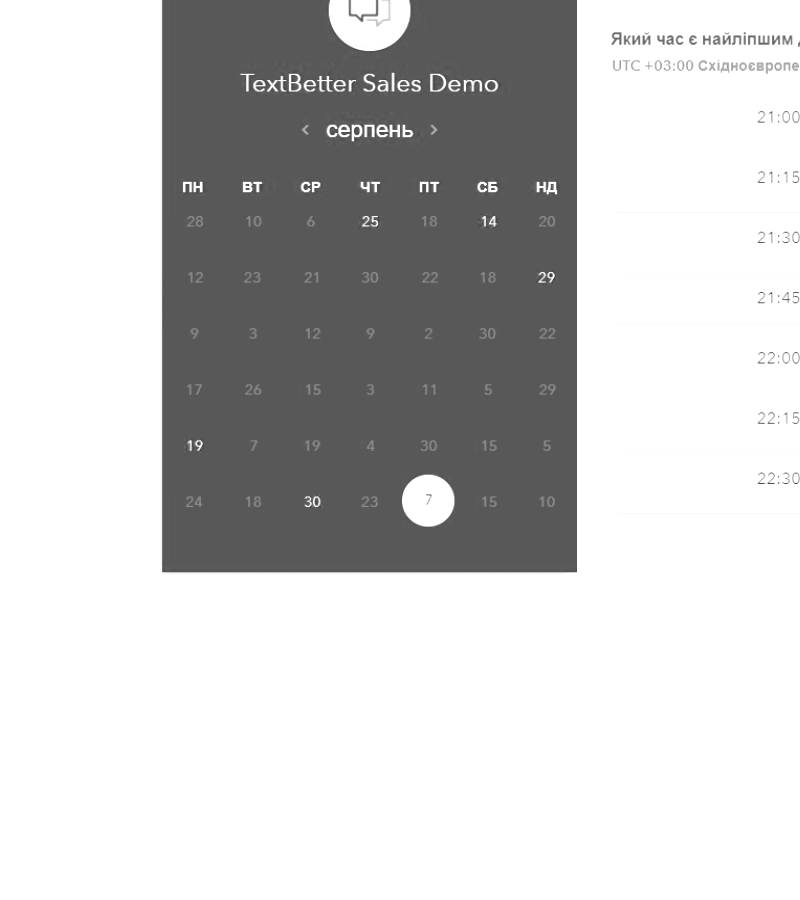 TextBetter Sales Demo
< серпень >
ПН ВТ СР ЧТ ПТ СБ НД
28 10 6 25 18 14 20
12 23 21 30 22 18 29
9 3 12 9 2 30 22
17 26 15 3 11 5 29
19 7 19 4 30 15 5
24 18 30 23 7 15 10
Який час є найліпшим
UTC +03:00 Східноєвропе
21:00
21:15
21:30
21:45
22:00
22:15
22:30